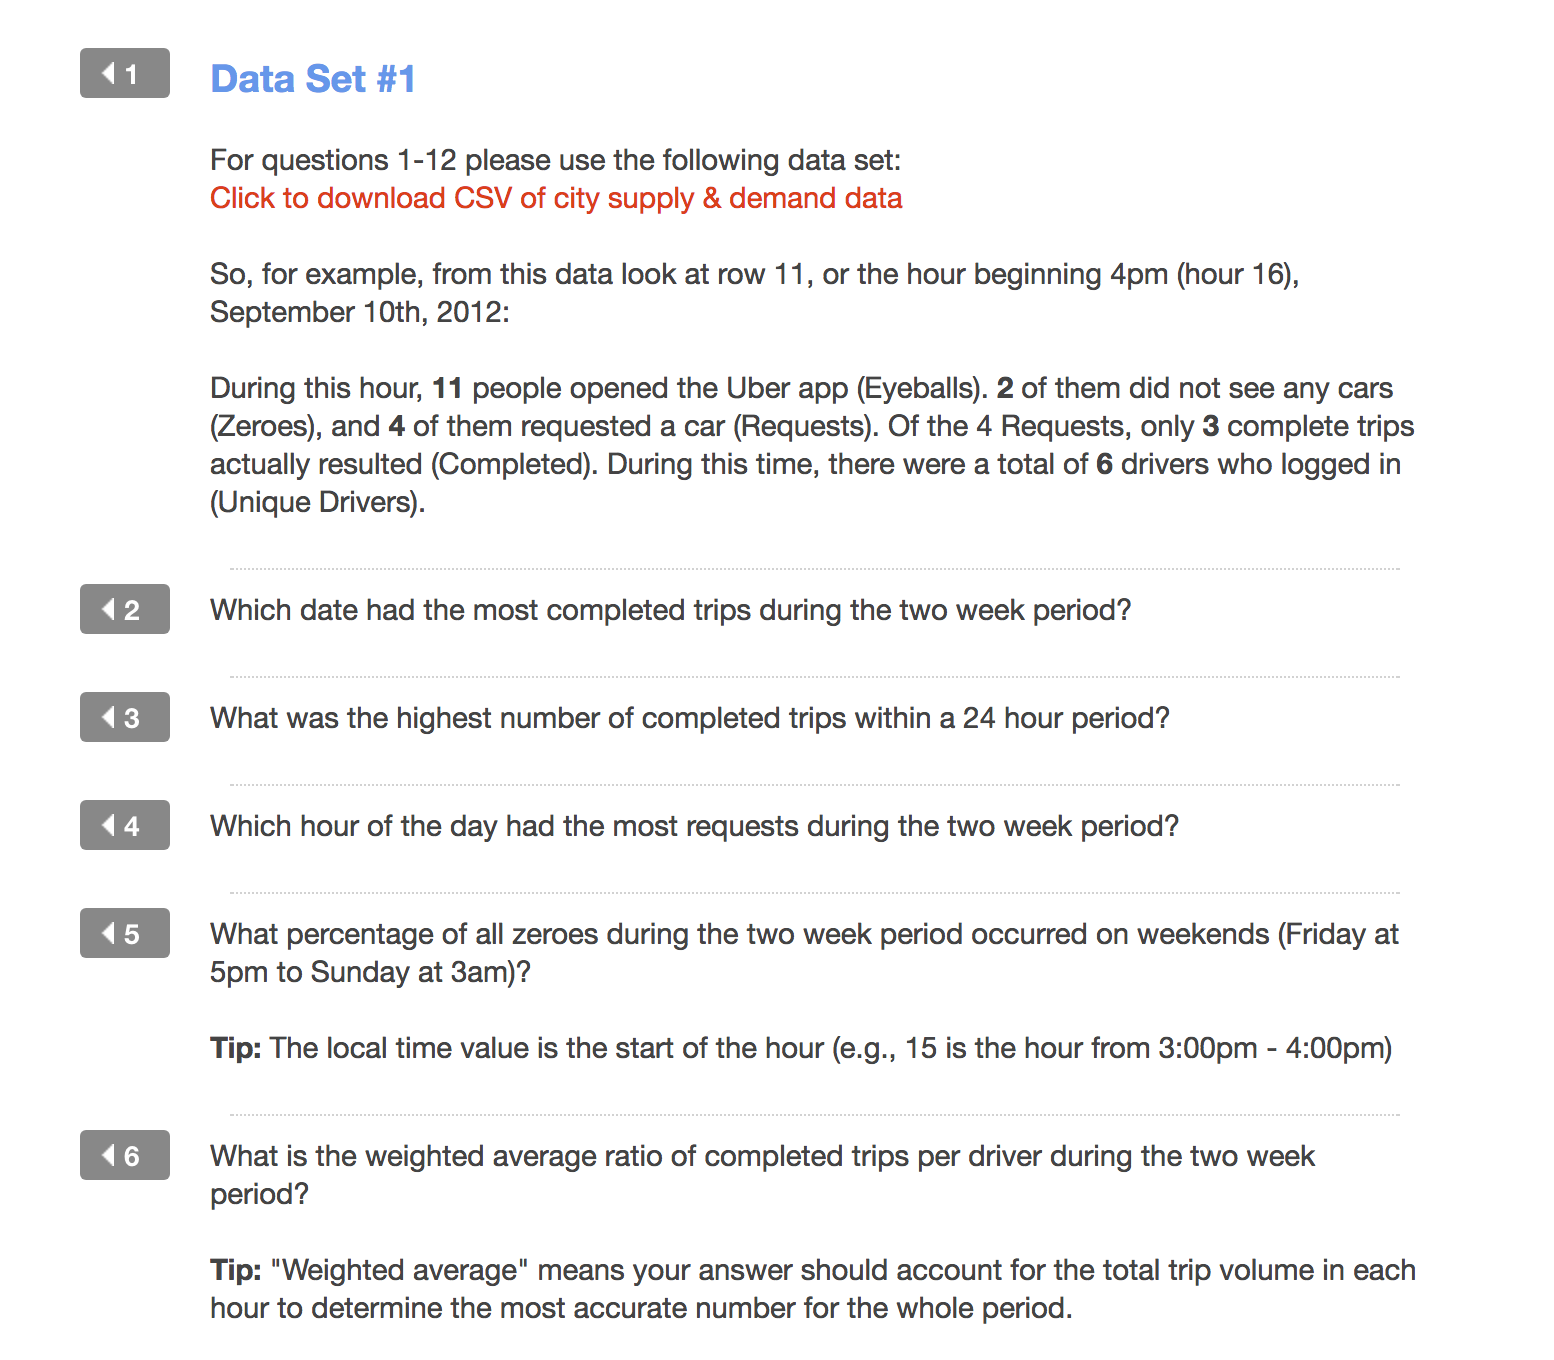 1
Data Set #1
For questions 1-12 please use the following data set:
Click to download CSV of city supply & demand data
So, for example, from this data look at row 11, or the hour beginning 4pm (hour 16),
September 10th, 2012:
During this hour, 11 people opened the Uber app (Eyeballs). 2 of them did not see any cars
(Zeroes), and 4 of them requested a car (Requests). Of the 4 Requests, only 3 complete trips
actually resulted (Completed). During this time, there were a total of 6 drivers who logged in
(Unique Drivers).
2
Which date had the most completed trips during the two week period?
3
What was the highest number of completed trips within a 24 hour period?
4
Which hour of the day had the most requests during the two week period?
5
What percentage of all zeroes during the two week period occurred on weekends (Friday at
5pm to Sunday at 3am)?
Tip: The local time value is the start of the hour (e.g., 15 is the hour from 3:00pm - 4:00pm)
6
What is the weighted average ratio of completed trips per driver during the two week
period?
Tip: "Weighted average" means your answer should account for the total trip volume in each
hour to determine the most accurate number for the whole period.